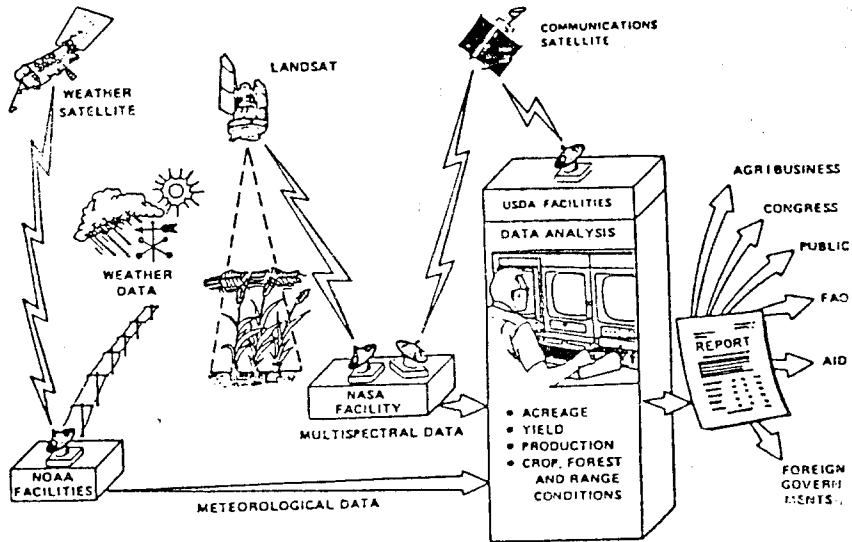 COMMUNICATIONS
SATELLITE
LANDSAT
WEATHER
SATELLITE
WEATHER
DATA
USDA FACILITIES
DATA ANALYSIS
AGRIBUSINESS
CONGRESS
PUBLIC
FAO
AID
REPORT
NASA
FACILITY
MULTISPECTRAL DATA
• ACREAGE
• YIELD
• PRODUCTION
• CROP, FOREST
AND RANGE
CONDITIONS
NOAA
FACILITIES
METEOROLOGICAL DATA
FOREIGN
GOVERN
MENTS